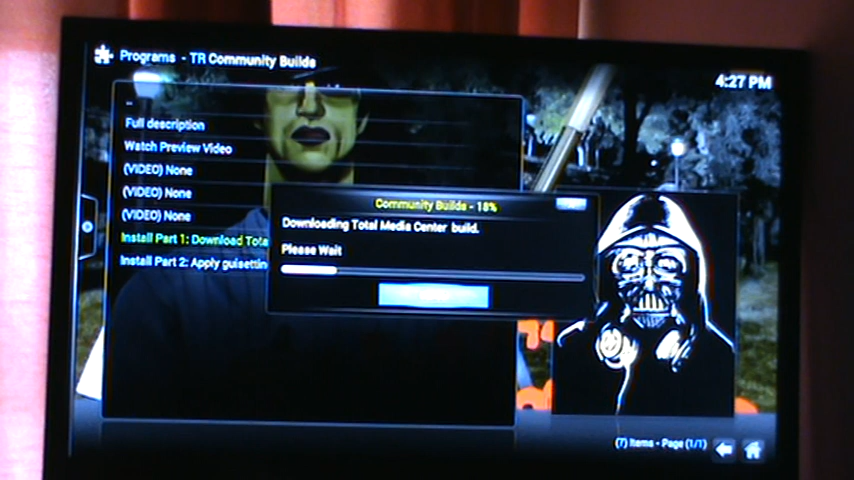 Programs - TR Community Builds
4:27 PM
..
Full description
Watch Preview Video
(VIDEO) None
(VIDEO) None
(VIDEO) None
Install Part 1: Download Tota
Install Part 2: Apply guisettin
Community Builds - 18%
Downloading Total Media Center build.
Please Wait
(7) Items - Page (1/1)